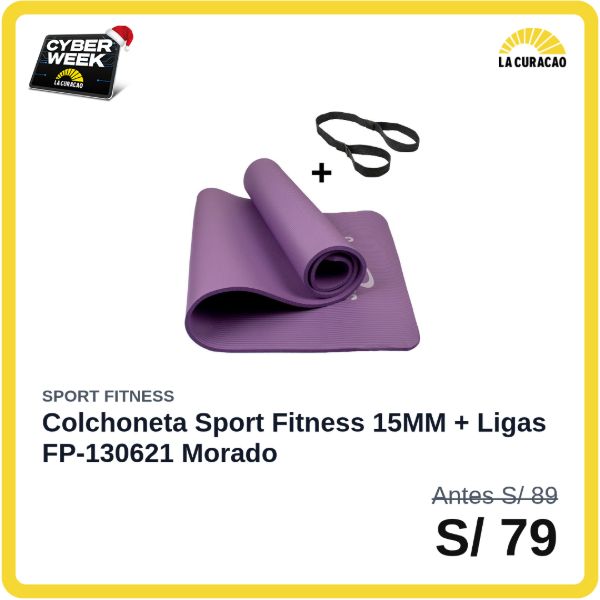 CYBER
WEEK
LA CURACAO
LA CURACAO
+
SPORT FITNESS
Colchoneta Sport Fitness 15MM + Ligas
FP-130621 Morado
Antes S/ 89
S/ 79